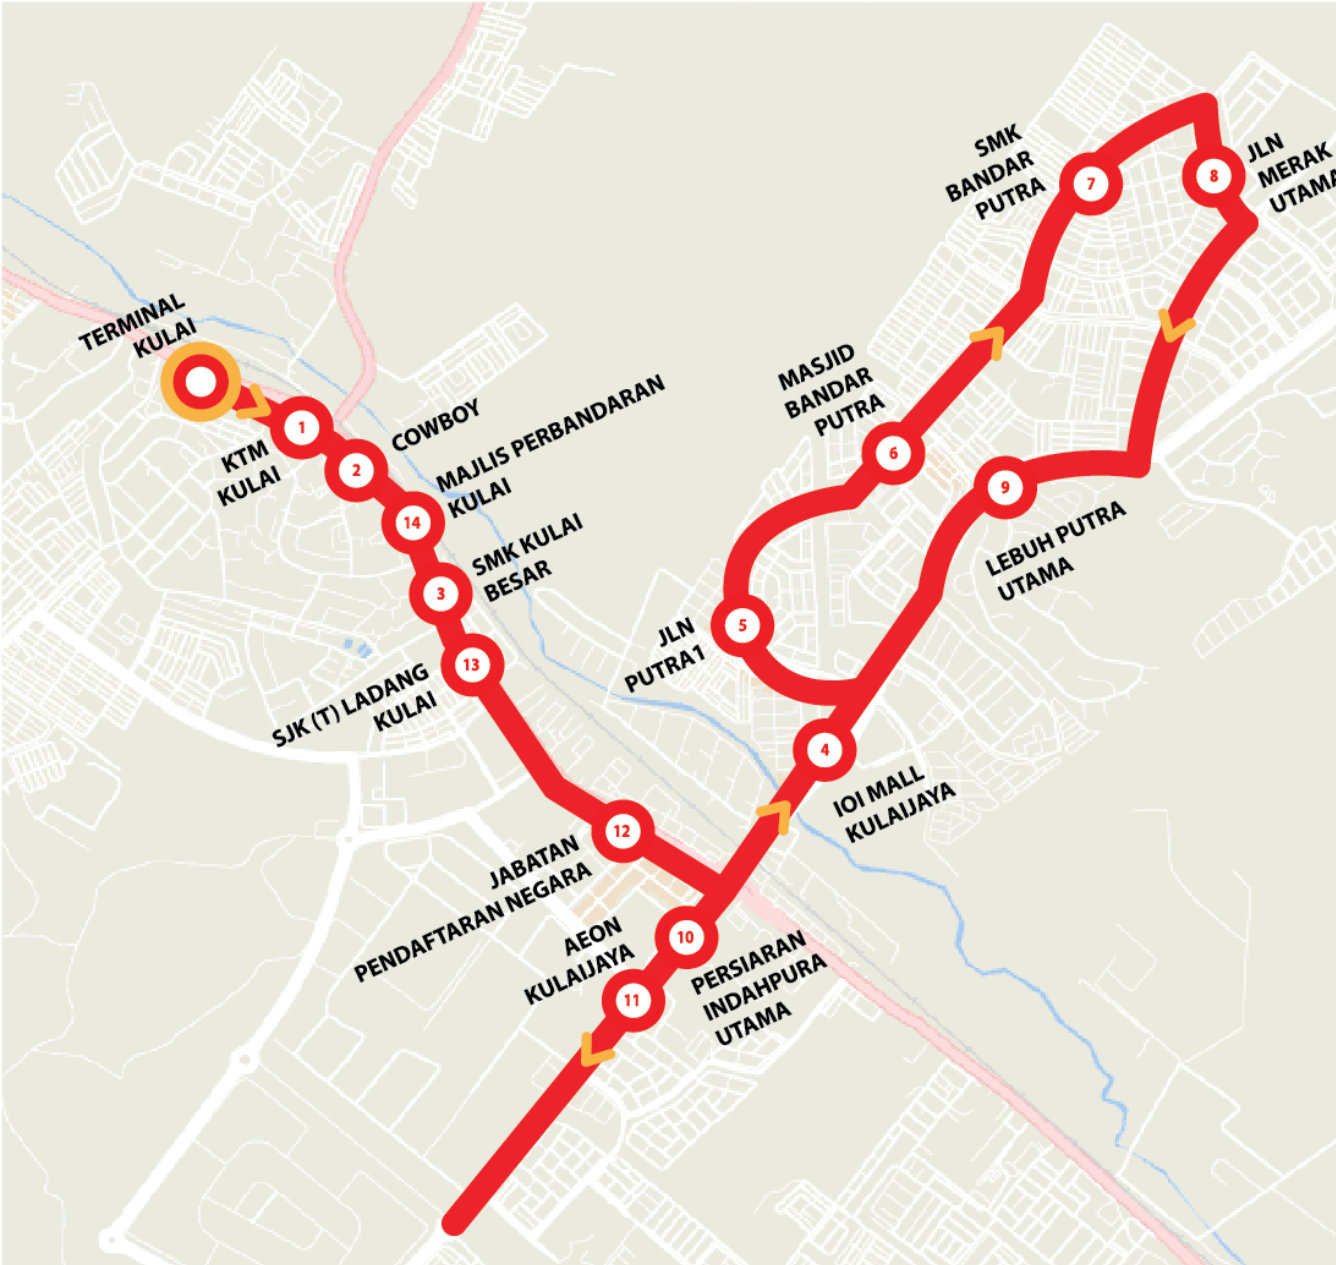 TERMINAL
KULAI
1
KTM
KULAI
2
COWBOY
14
MAJLIS PERBANDARAN
KULAI
3
SMK KULAI
BESAR
13
SJK (T) LADANG
KULAI
12
JABATAN
PENDAFTARAN NEGARA
10
PERSIARAN
INDAHPURA
UTAMA
11
AEON
KULAIJAYA
4
IOI MALL
KULAIJAYA
5
JLN
PUTRA1
6
MASJID
BANDAR
PUTRA
7
SMK
BANDAR
PUTRA
8
JLN
MERAK
UTAMA
9
LEBUH PUTRA
UTAMA